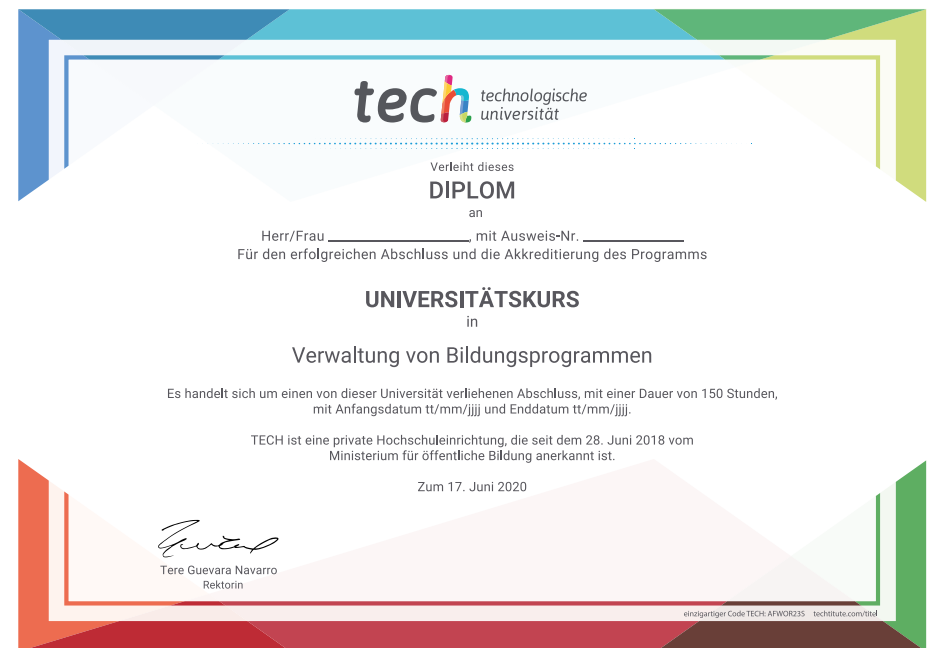 tech technologische
universität
Verleiht dieses
DIPLOM
an
Herr/Frau ____________________, mit Ausweis-Nr. ______________
Für den erfolgreichen Abschluss und die Akkreditierung des Programms
UNIVERSITÄTSKURS
in
Verwaltung von Bildungsprogrammen
Es handelt sich um einen von dieser Universität verliehenen Abschluss, mit einer Dauer von 150 Stunden,
mit Anfangsdatum tt/mm/jjjj und Enddatum tt/mm/jjjj.
TECH ist eine private Hochschuleinrichtung, die seit dem 28. Juni 2018 vom
Ministerium für öffentliche Bildung anerkannt ist.
Zum 17. Juni 2020
Tere Guevara Navarro
Rektorin
einzigartiger Code TECH: AFWOR23S techtitute.com/titel